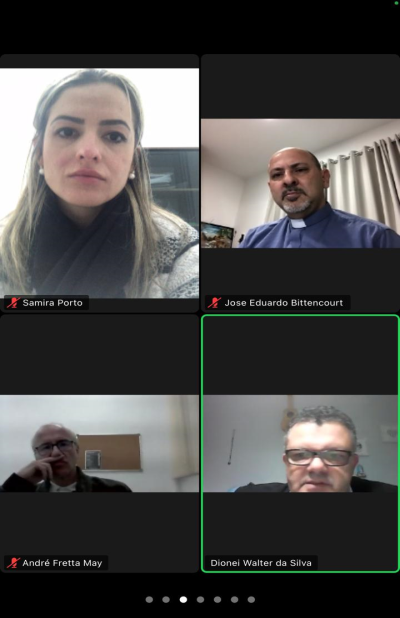 Samira Porto
Jose Eduardo Bittencourt
André Fretta May
Dionei Walter da Silva